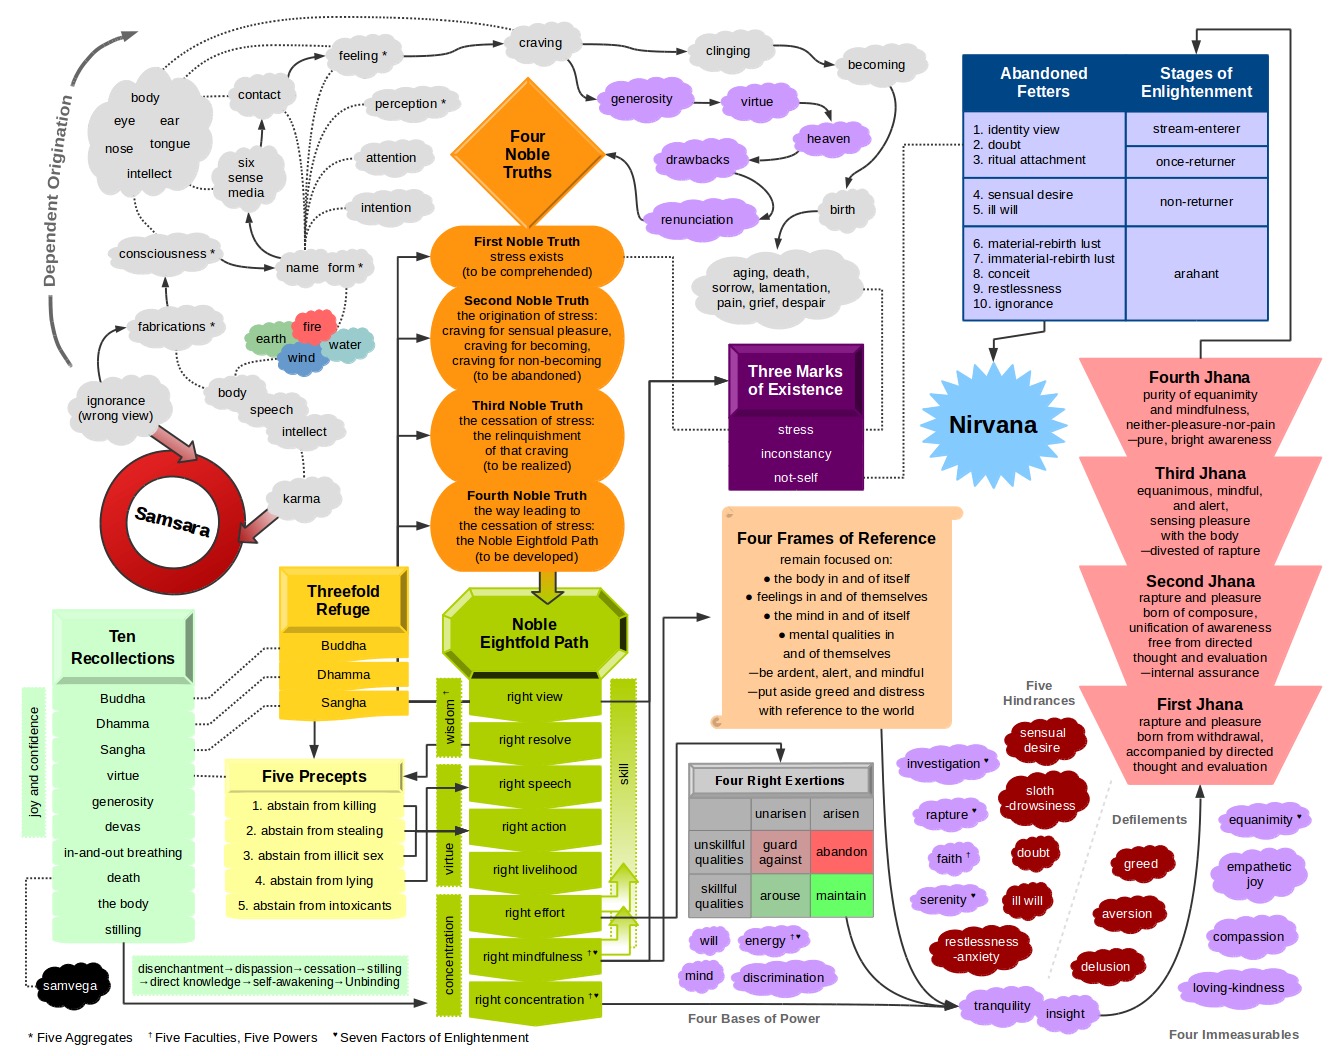 Dependent Origination
body
eye
ear
nose
tongue
intellect
contact
six
sense
media
feeling *
perception *
attention
intention
consciousness *
name
form *
fabrications *
ignorance
(wrong view)
earth
fire
wind
water
body
speech
intellect
karma
Samsara
craving
clinging
becoming
birth
aging, death,
sorrow, lamentation,
pain, grief, despair
generosity
virtue
heaven
drawbacks
renunciation
Four
Noble
Truths
First Noble Truth
stress exists
(to be comprehended)
Second Noble Truth
the origination of stress:
craving for sensual pleasure,
craving for becoming,
craving for non-becoming
(to be abandoned)
Third Noble Truth
the cessation of stress:
the relinquishment
of that craving
(to be realized)
Fourth Noble Truth
the way leading to
the cessation of stress:
the Noble Eightfold Path
(to be developed)
Abandoned
Fetters
Stages of
Enlightenment
1. identity view
2. doubt
3. ritual attachment
stream-enterer
once-returner
4. sensual desire
5. ill will
non-returner
6. material-rebirth lust
7. immaterial-rebirth lust
8. conceit
9. restlessness
10. ignorance
arahant
Nirvana
Three Marks
of Existence
stress
inconstancy
not-self
Fourth Jhana
purity of equanimity
and mindfulness,
neither-pleasure-nor-pain
—pure, bright awareness
Third Jhana
equanimous, mindful,
and alert,
sensing pleasure
with the body
—divested of rapture
Second Jhana
rapture and pleasure
born of composure,
unification of awareness
free from directed
thought and evaluation
—internal assurance
First Jhana
rapture and pleasure
born from withdrawal,
accompanied by directed
thought and evaluation
Four Frames of Reference
remain focused on:
● the body in and of itself
● feelings in and of themselves
● the mind in and of itself
● mental qualities in
and of themselves
—be ardent, alert, and mindful
—put aside greed and distress
with reference to the world
Threefold
Refuge
Buddha
Dhamma
Sangha
Ten
Recollections
Buddha
Dhamma
Sangha
virtue
generosity
devas
in-and-out breathing
death
the body
stilling
joy and confidence
samvega
Five Precepts
1. abstain from killing
2. abstain from stealing
3. abstain from illicit sex
4. abstain from lying
5. abstain from intoxicants
disenchantment→dispassion→cessation→stilling
→direct knowledge→self-awakening→Unbinding
Noble
Eightfold Path
right view
right resolve
right speech
right action
right livelihood
right effort
right mindfulness †♥
right concentration †♥
wisdom †
virtue
concentration
skill
Four Right Exertions
unarisen
arisen
unskillful
qualities
guard
against
abandon
skillful
qualities
arouse
maintain
will
energy †♥
mind
discrimination
Four Bases of Power
investigation ♥
rapture ♥
faith †
serenity ♥
Five
Hindrances
sensual
desire
sloth
-drowsiness
doubt
ill will
restlessness
-anxiety
Defilements
greed
aversion
delusion
tranquility
insight
equanimity ♥
empathetic
joy
compassion
loving-kindness
Four Immeasurables
* Five Aggregates † Five Faculties, Five Powers ♥ Seven Factors of Enlightenment